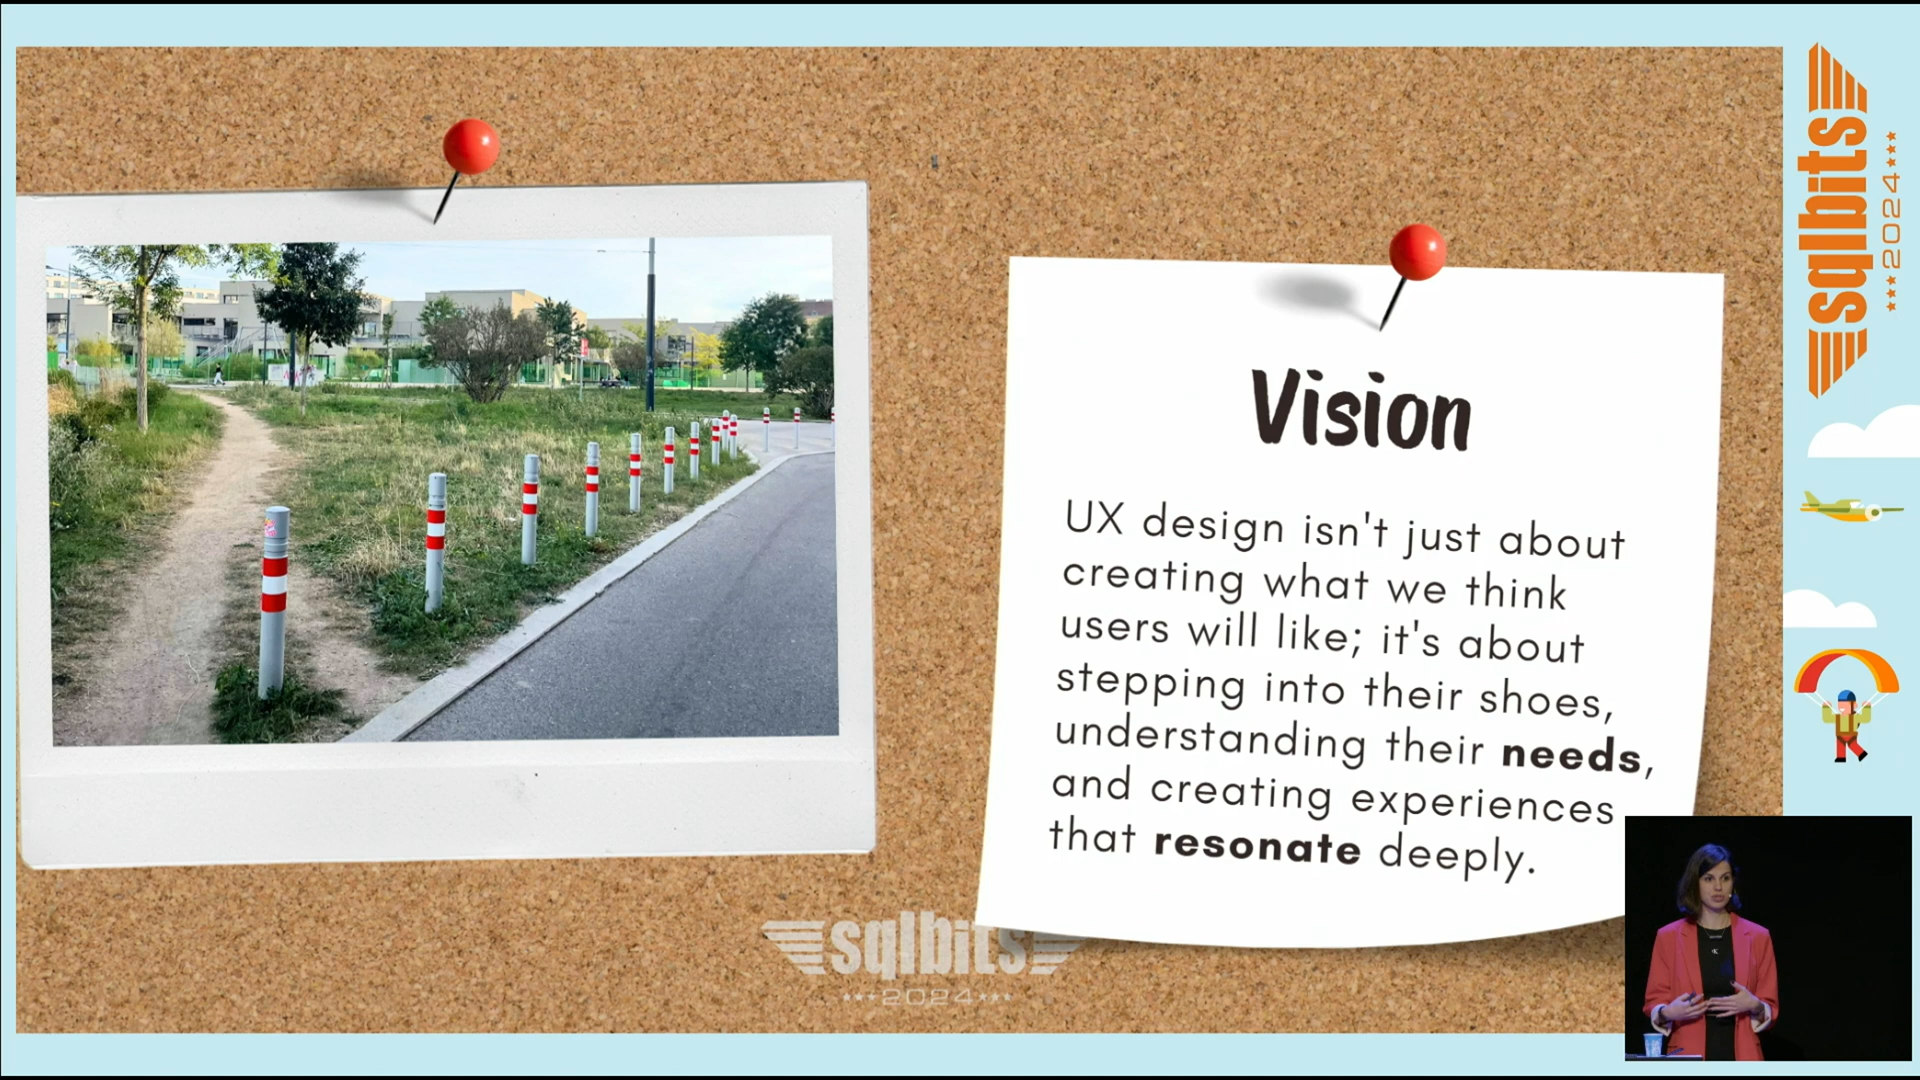 Vision
UX design isn't just about
creating what we think
users will like; it's about
stepping into their shoes,
understanding their needs,
and creating experiences
that resonate deeply.
sqlbits
2024
sqlbits
2024